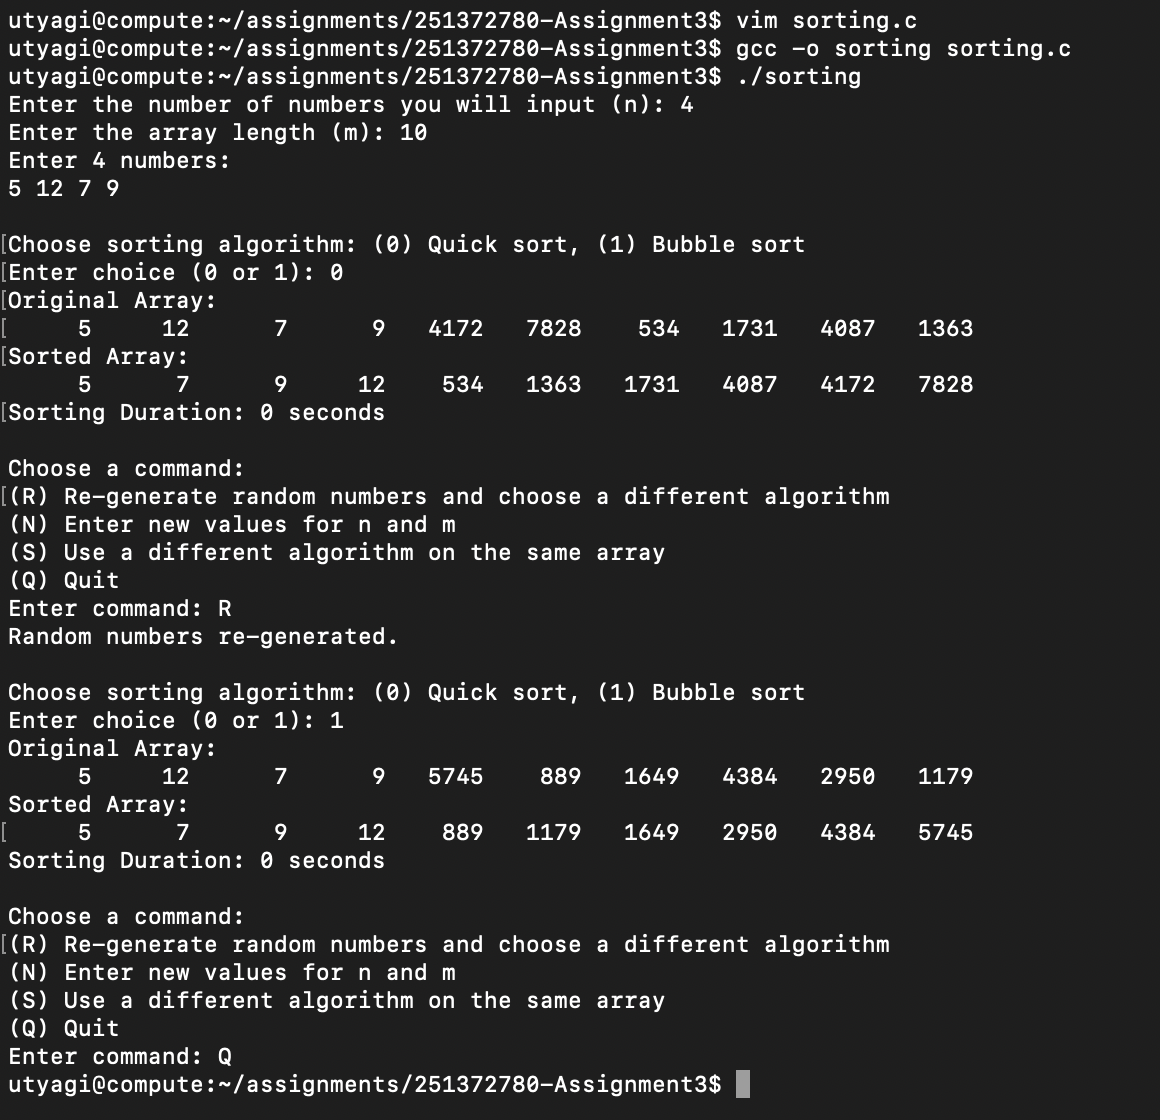 utyagi@compute:~/assignments/251372780-Assignment3$ vim sorting.c
utyagi@compute:~/assignments/251372780-Assignment3$ gcc -o sorting sorting.c
utyagi@compute:~/assignments/251372780-Assignment3$ ./sorting
Enter the number of numbers you will input (n): 4
Enter the array length (m): 10
Enter 4 numbers:
5 12 7 9

[Choose sorting algorithm: (0) Quick sort, (1) Bubble sort
[Enter choice (0 or 1): 0
[Original Array:
[     5     12      7      9   4172   7828    534   1731   4087   1363
[Sorted Array:
     5      7      9     12    534   1363   1731   4087   4172   7828
[Sorting Duration: 0 seconds

Choose a command:
[(R) Re-generate random numbers and choose a different algorithm
(N) Enter new values for n and m
(S) Use a different algorithm on the same array
(Q) Quit
Enter command: R
Random numbers re-generated.

Choose sorting algorithm: (0) Quick sort, (1) Bubble sort
Enter choice (0 or 1): 1
Original Array:
     5     12      7      9   5745    889   1649   4384   2950   1179
Sorted Array:
[     5      7      9     12    889   1179   1649   2950   4384   5745
Sorting Duration: 0 seconds

Choose a command:
[(R) Re-generate random numbers and choose a different algorithm
(N) Enter new values for n and m
(S) Use a different algorithm on the same array
(Q) Quit
Enter command: Q
utyagi@compute:~/assignments/251372780-Assignment3$